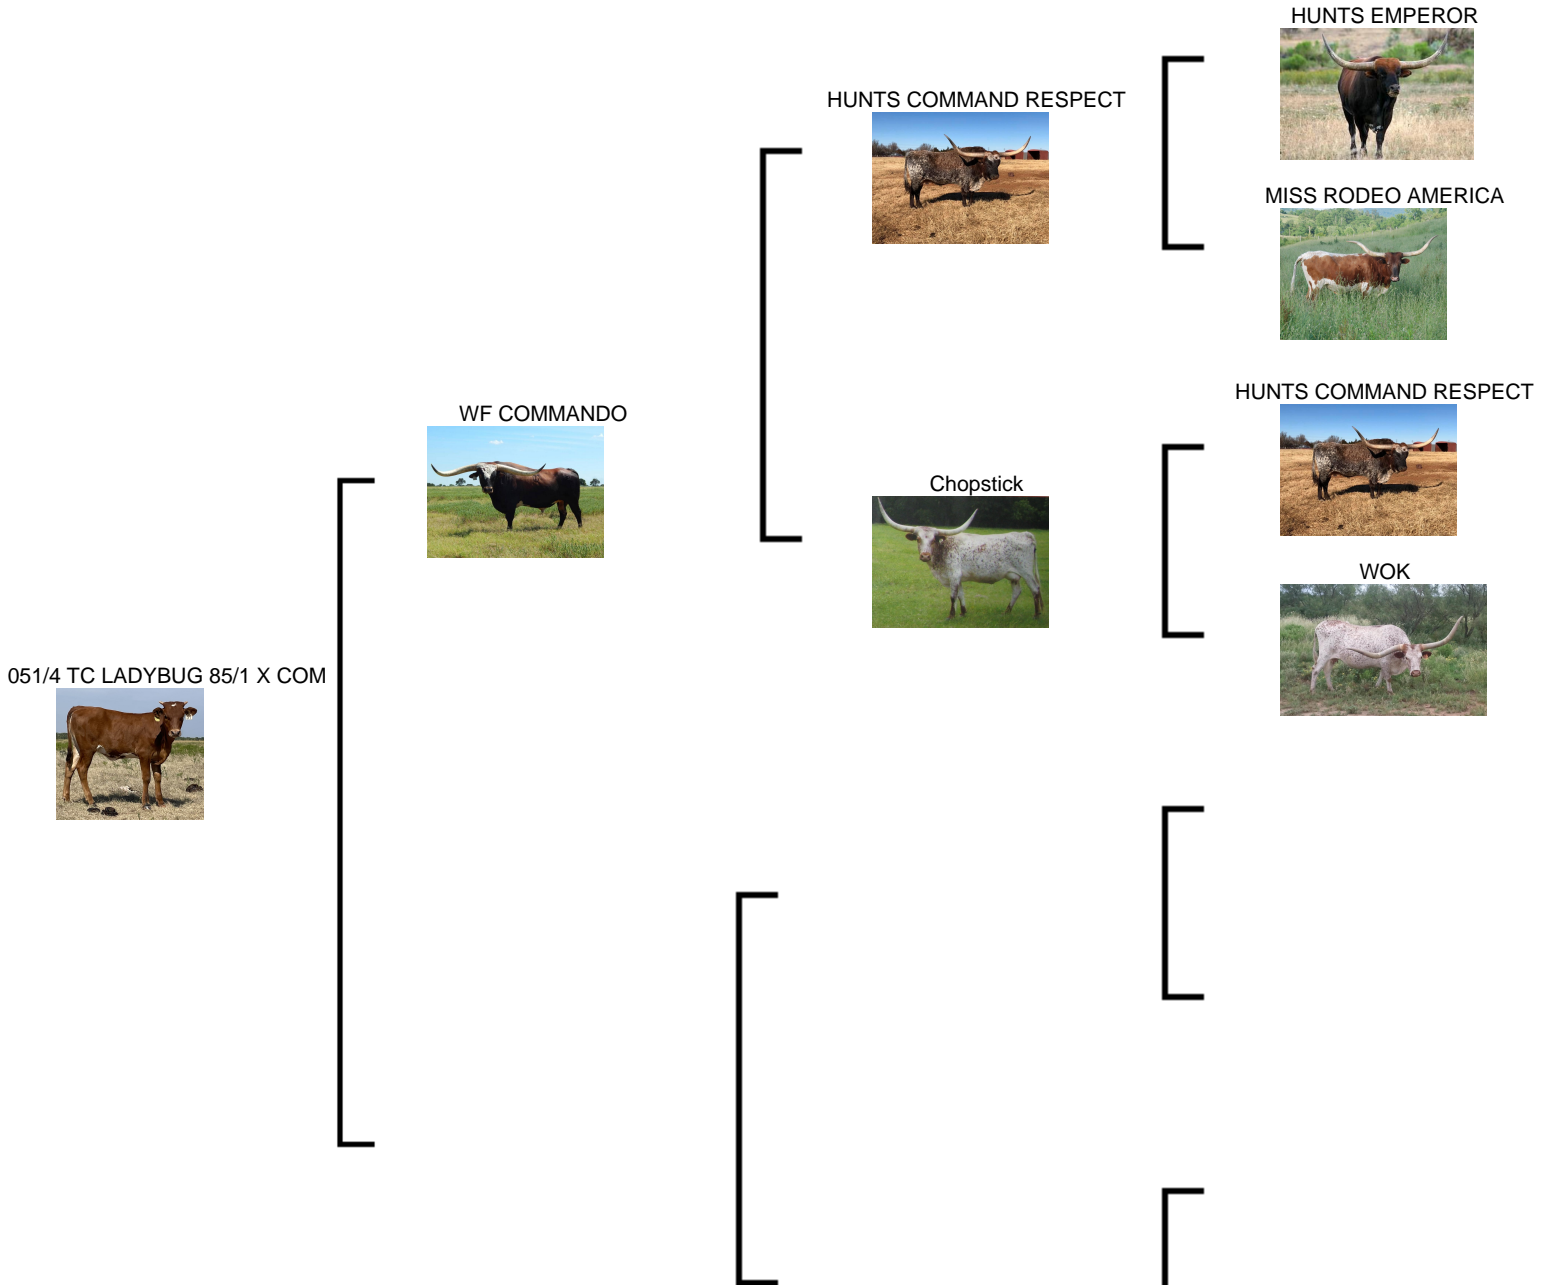 HUNTS EMPEROR
HUNTS COMMAND RESPECT
MISS RODEO AMERICA
HUNTS COMMAND RESPECT
WF COMMANDO
Chopstick
WOK
051/4 TC LADYBUG 85/1 X COM